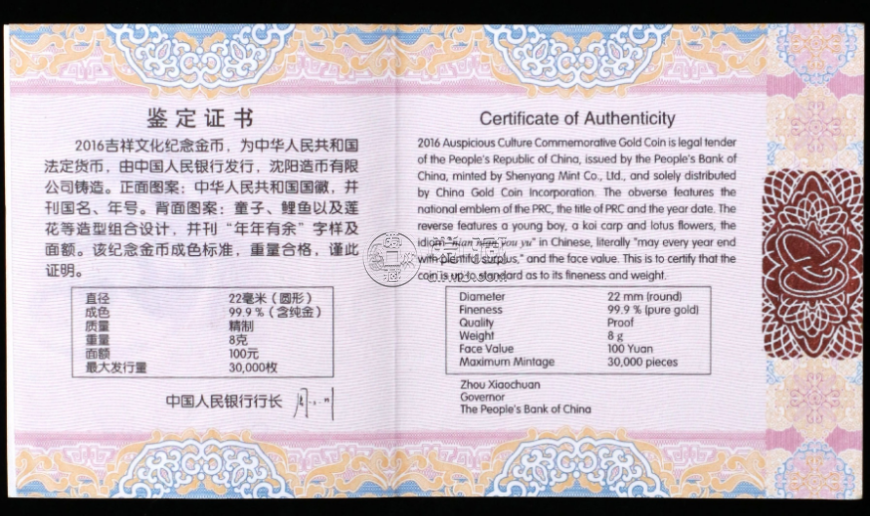 鉴定证书
2016吉祥文化纪念金币，为中华人民共和国
法定货币，由中国人民银行发行，沈阳造币有限
公司铸造。正面图案：中华人民共和国国徽，并
刊国名、年号。背面图案：童子、鲤鱼以及莲
花等造型组合设计，并刊“年年有余”字样及
面额。该纪念金币成色标准，重量合格，谨此
证明。
直径 22毫米（圆形）
成色 99.9％（含纯金）
质量 精制
重量 8克
面额 100元
最大发行量 30,000枚
中国人民银行行长
Certificate of Authenticity
2016 Auspicious Culture Commemorative Gold Coin is legal tender
of the People's Republic of China, issued by the People's Bank of
China, minted by Shenyang Mint Co., Ltd., and solely distributed
by China Gold Coin Incorporation. The obverse features the
national emblem of the PRC, the title of PRC and the year date. The
reverse features a young boy, a koi carp and lotus flowers, the
idiom "nian nian you yu" in Chinese, literally "may every year end
with plentiful surplus," and the face value. This is to certify that the
coin is up to standard as to its fineness and weight.
Diameter 22 mm (round)
Fineness 99.9 % (pure gold)
Quality Proof
Weight 8 g
Face Value 100 Yuan
Maximum Mintage 30,000 pieces
Zhou Xiaochuan
Governor
The People's Bank of China